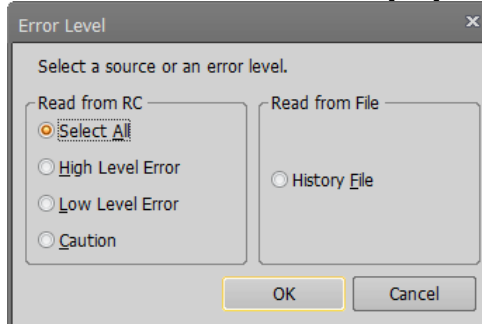 Error Level
x
Select a source or an error level.
Read from RC
Select All
High Level Error
Low Level Error
Caution
Read from File
History File
OK
Cancel